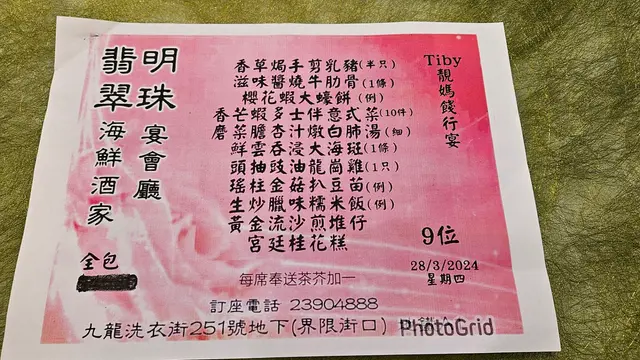 明珠宴會廳
翡翠海鮮酒家
Tiby靚媽餞行宴
香草焗手剪乳豬(半只)
滋味醬燒牛肋骨(1條)
櫻花蝦大蠔餅(例)
香芒蝦多士伴意式菜(10件)
磨菜膽杏汁燉白肺湯(細)
鮮雲吞浸大海斑(1條)
頭抽豉油龍崗雞(1只)
瑤柱金菇扒豆苗(例)
生炒臘味糯米飯(例)
黃金流沙煎堆仔
宮廷桂花糕
9位
28/3/2024
星期四
全包
每席奉送茶芥加一
訂座電話 23904888
九龍洗衣街251號地下(界限街口)
PhotoGrid